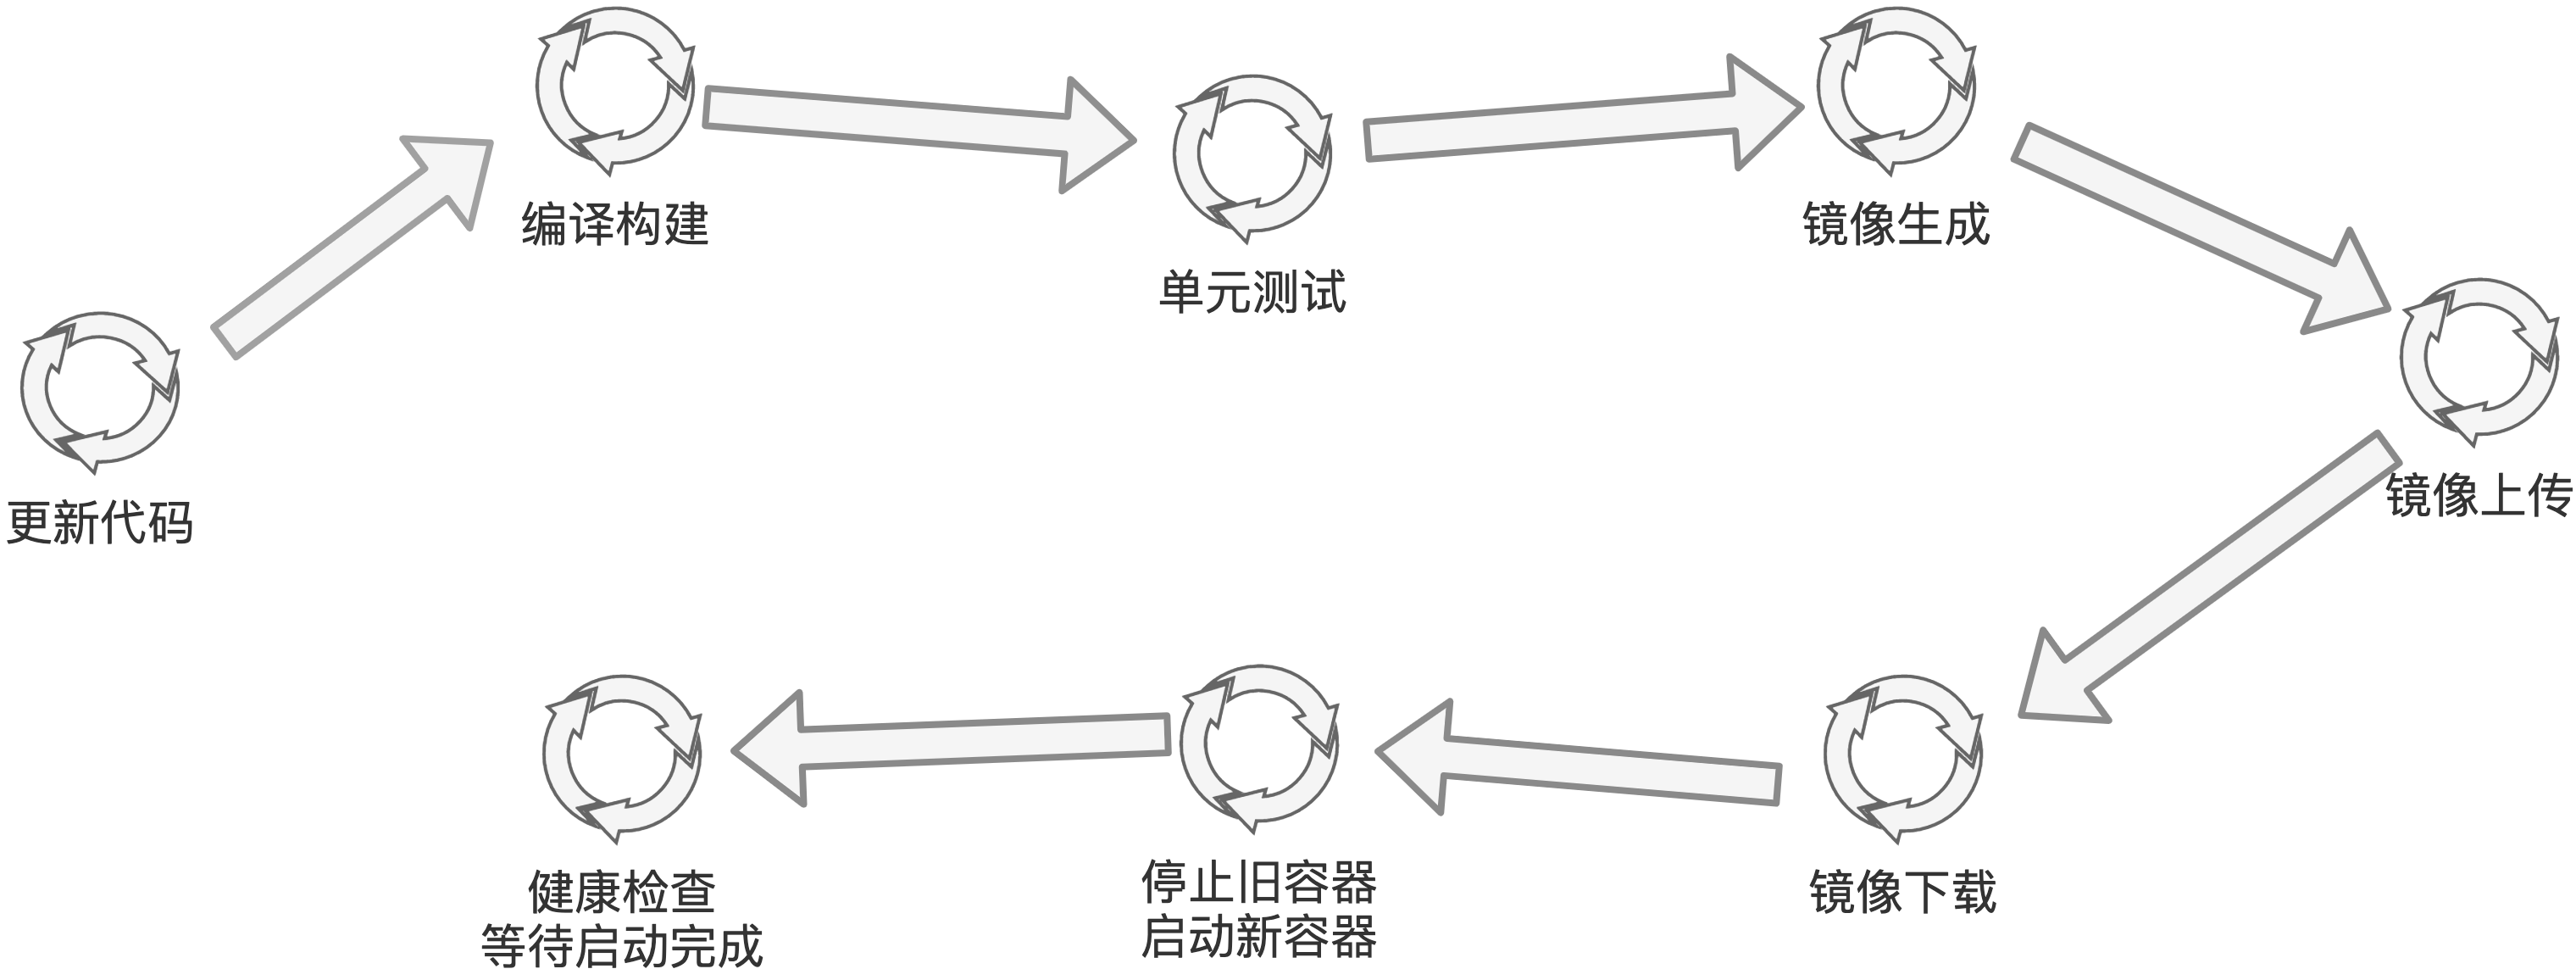 更新代码
编译构建
单元测试
镜像生成
镜像上传
镜像下载
停止旧容器
启动新容器
健康检查
等待启动完成